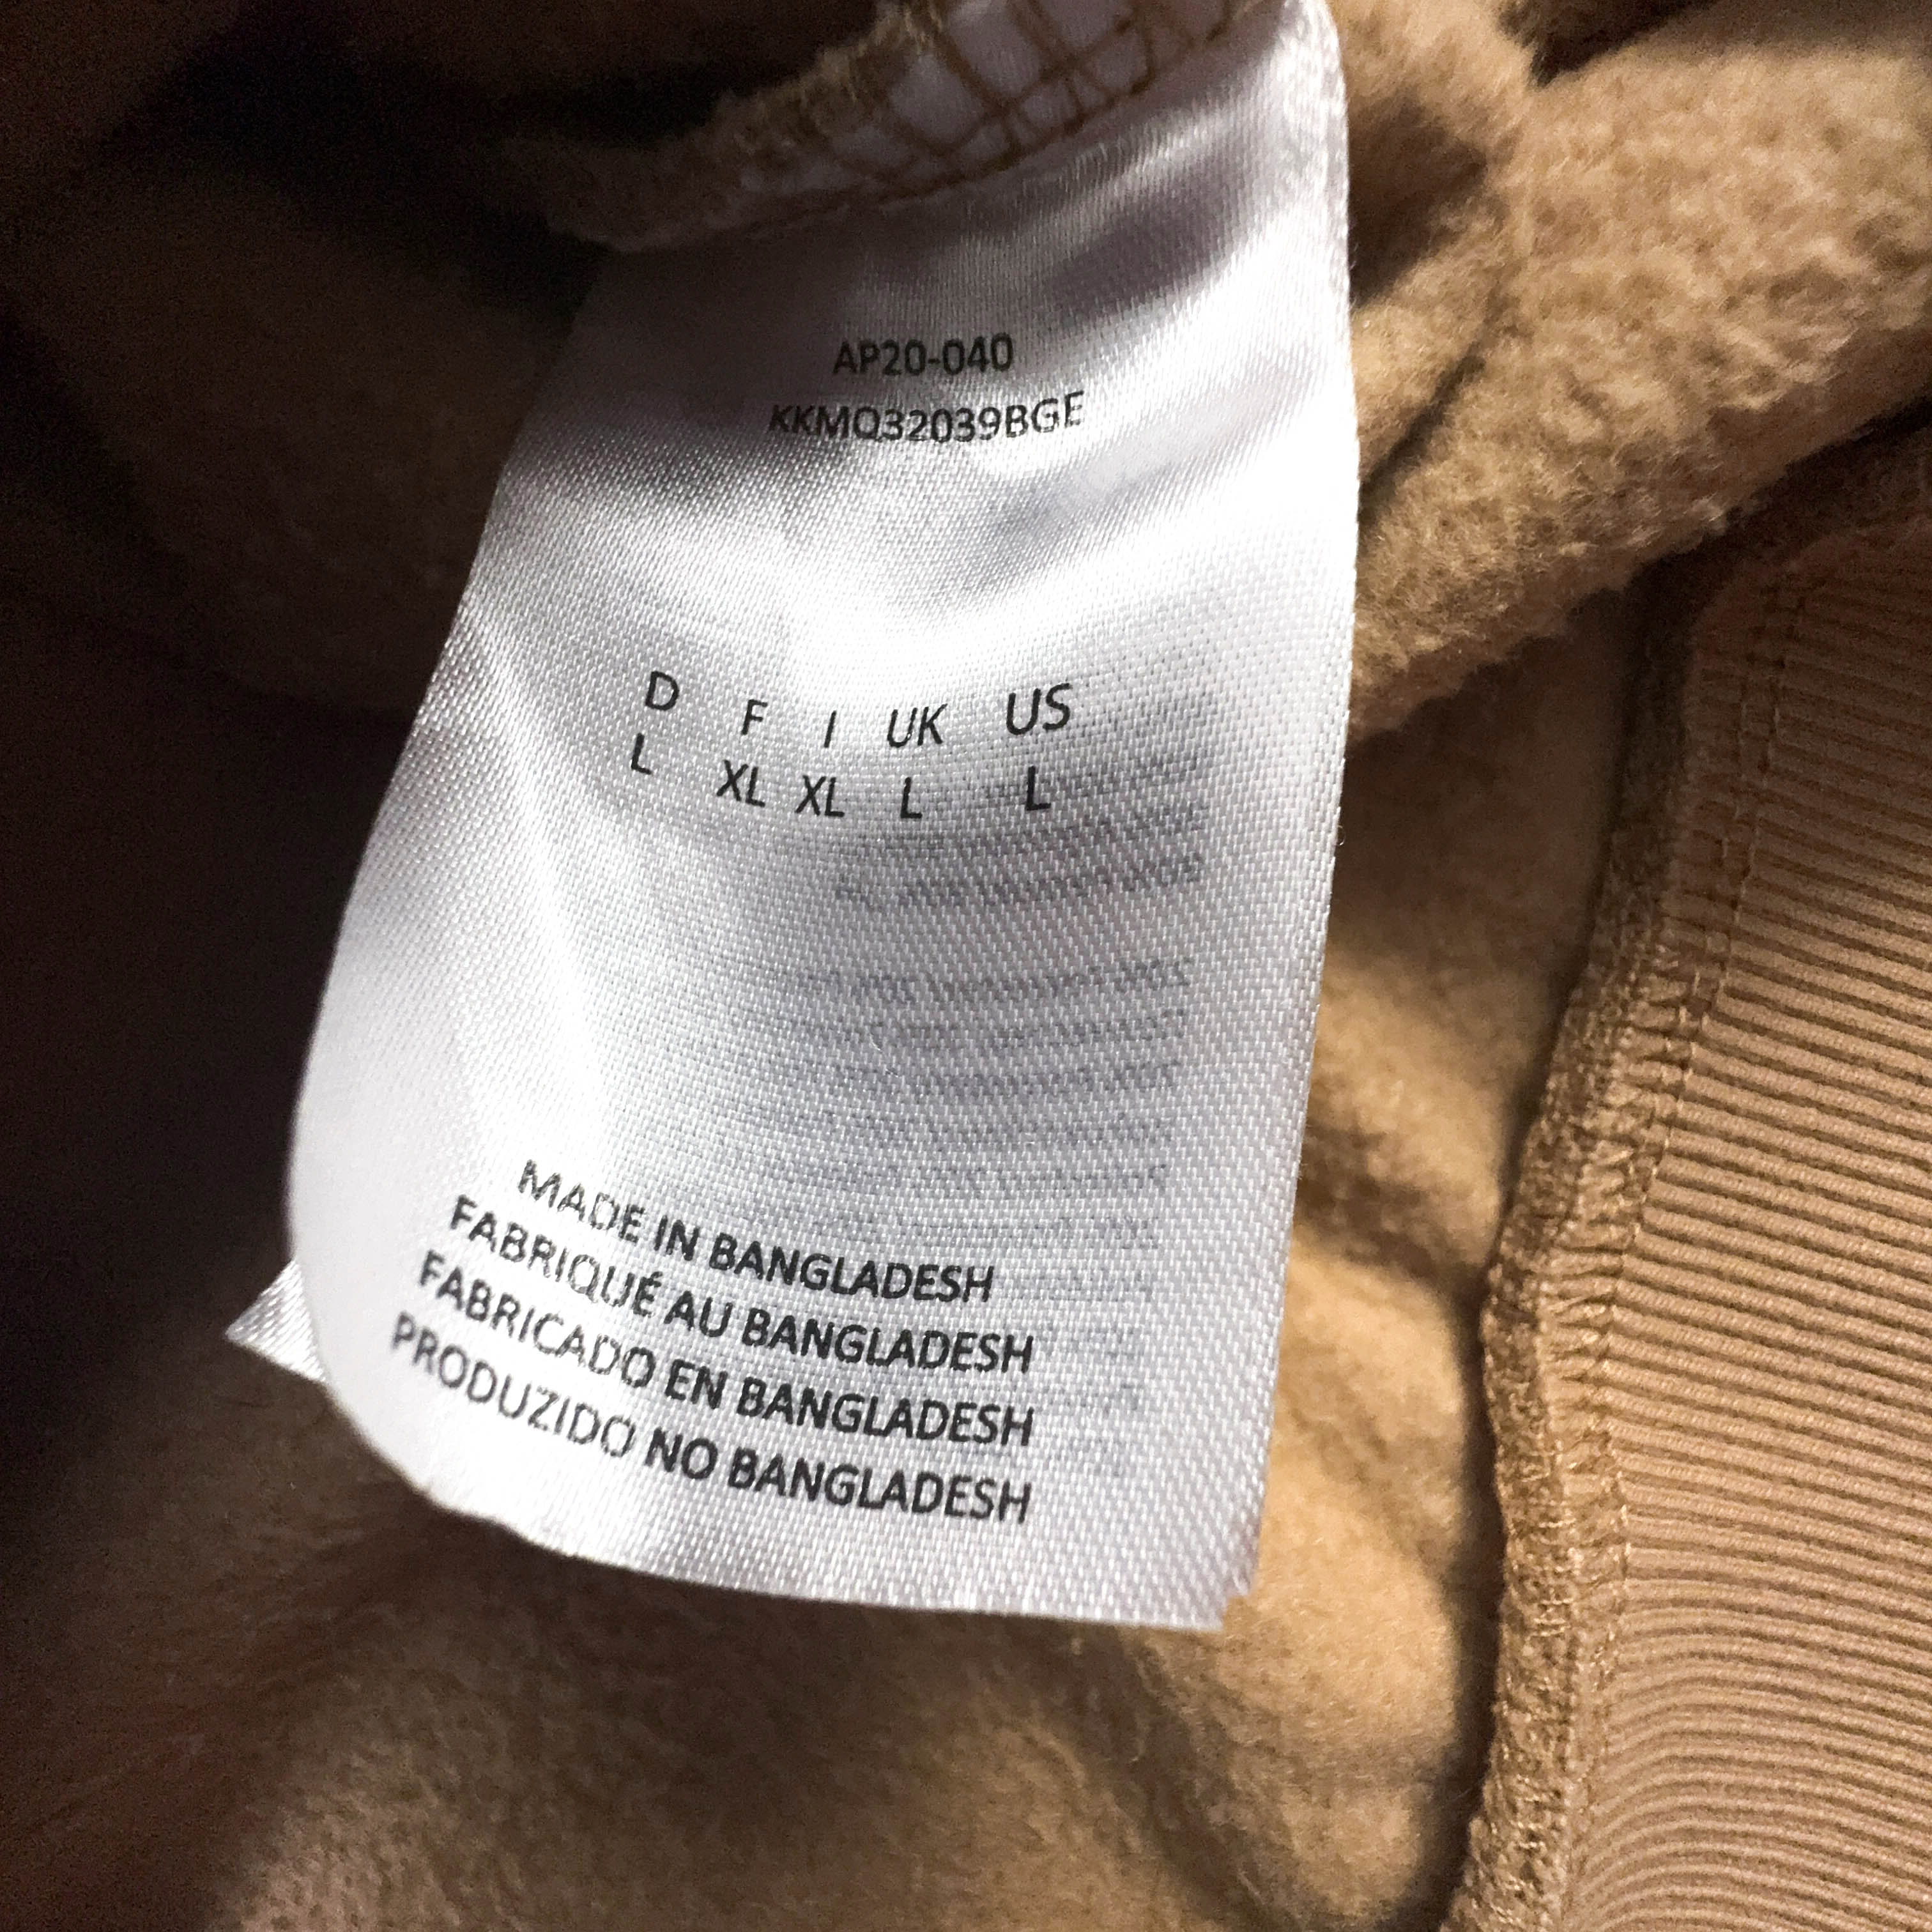 AP20-040
KKMQ32039BGE
D F I UK US
L XL XL L L
MADE IN BANGLADESH
FABRIQUÉ AU BANGLADESH
FABRICADO EN BANGLADESH
PRODUZIDO NO BANGLADESH